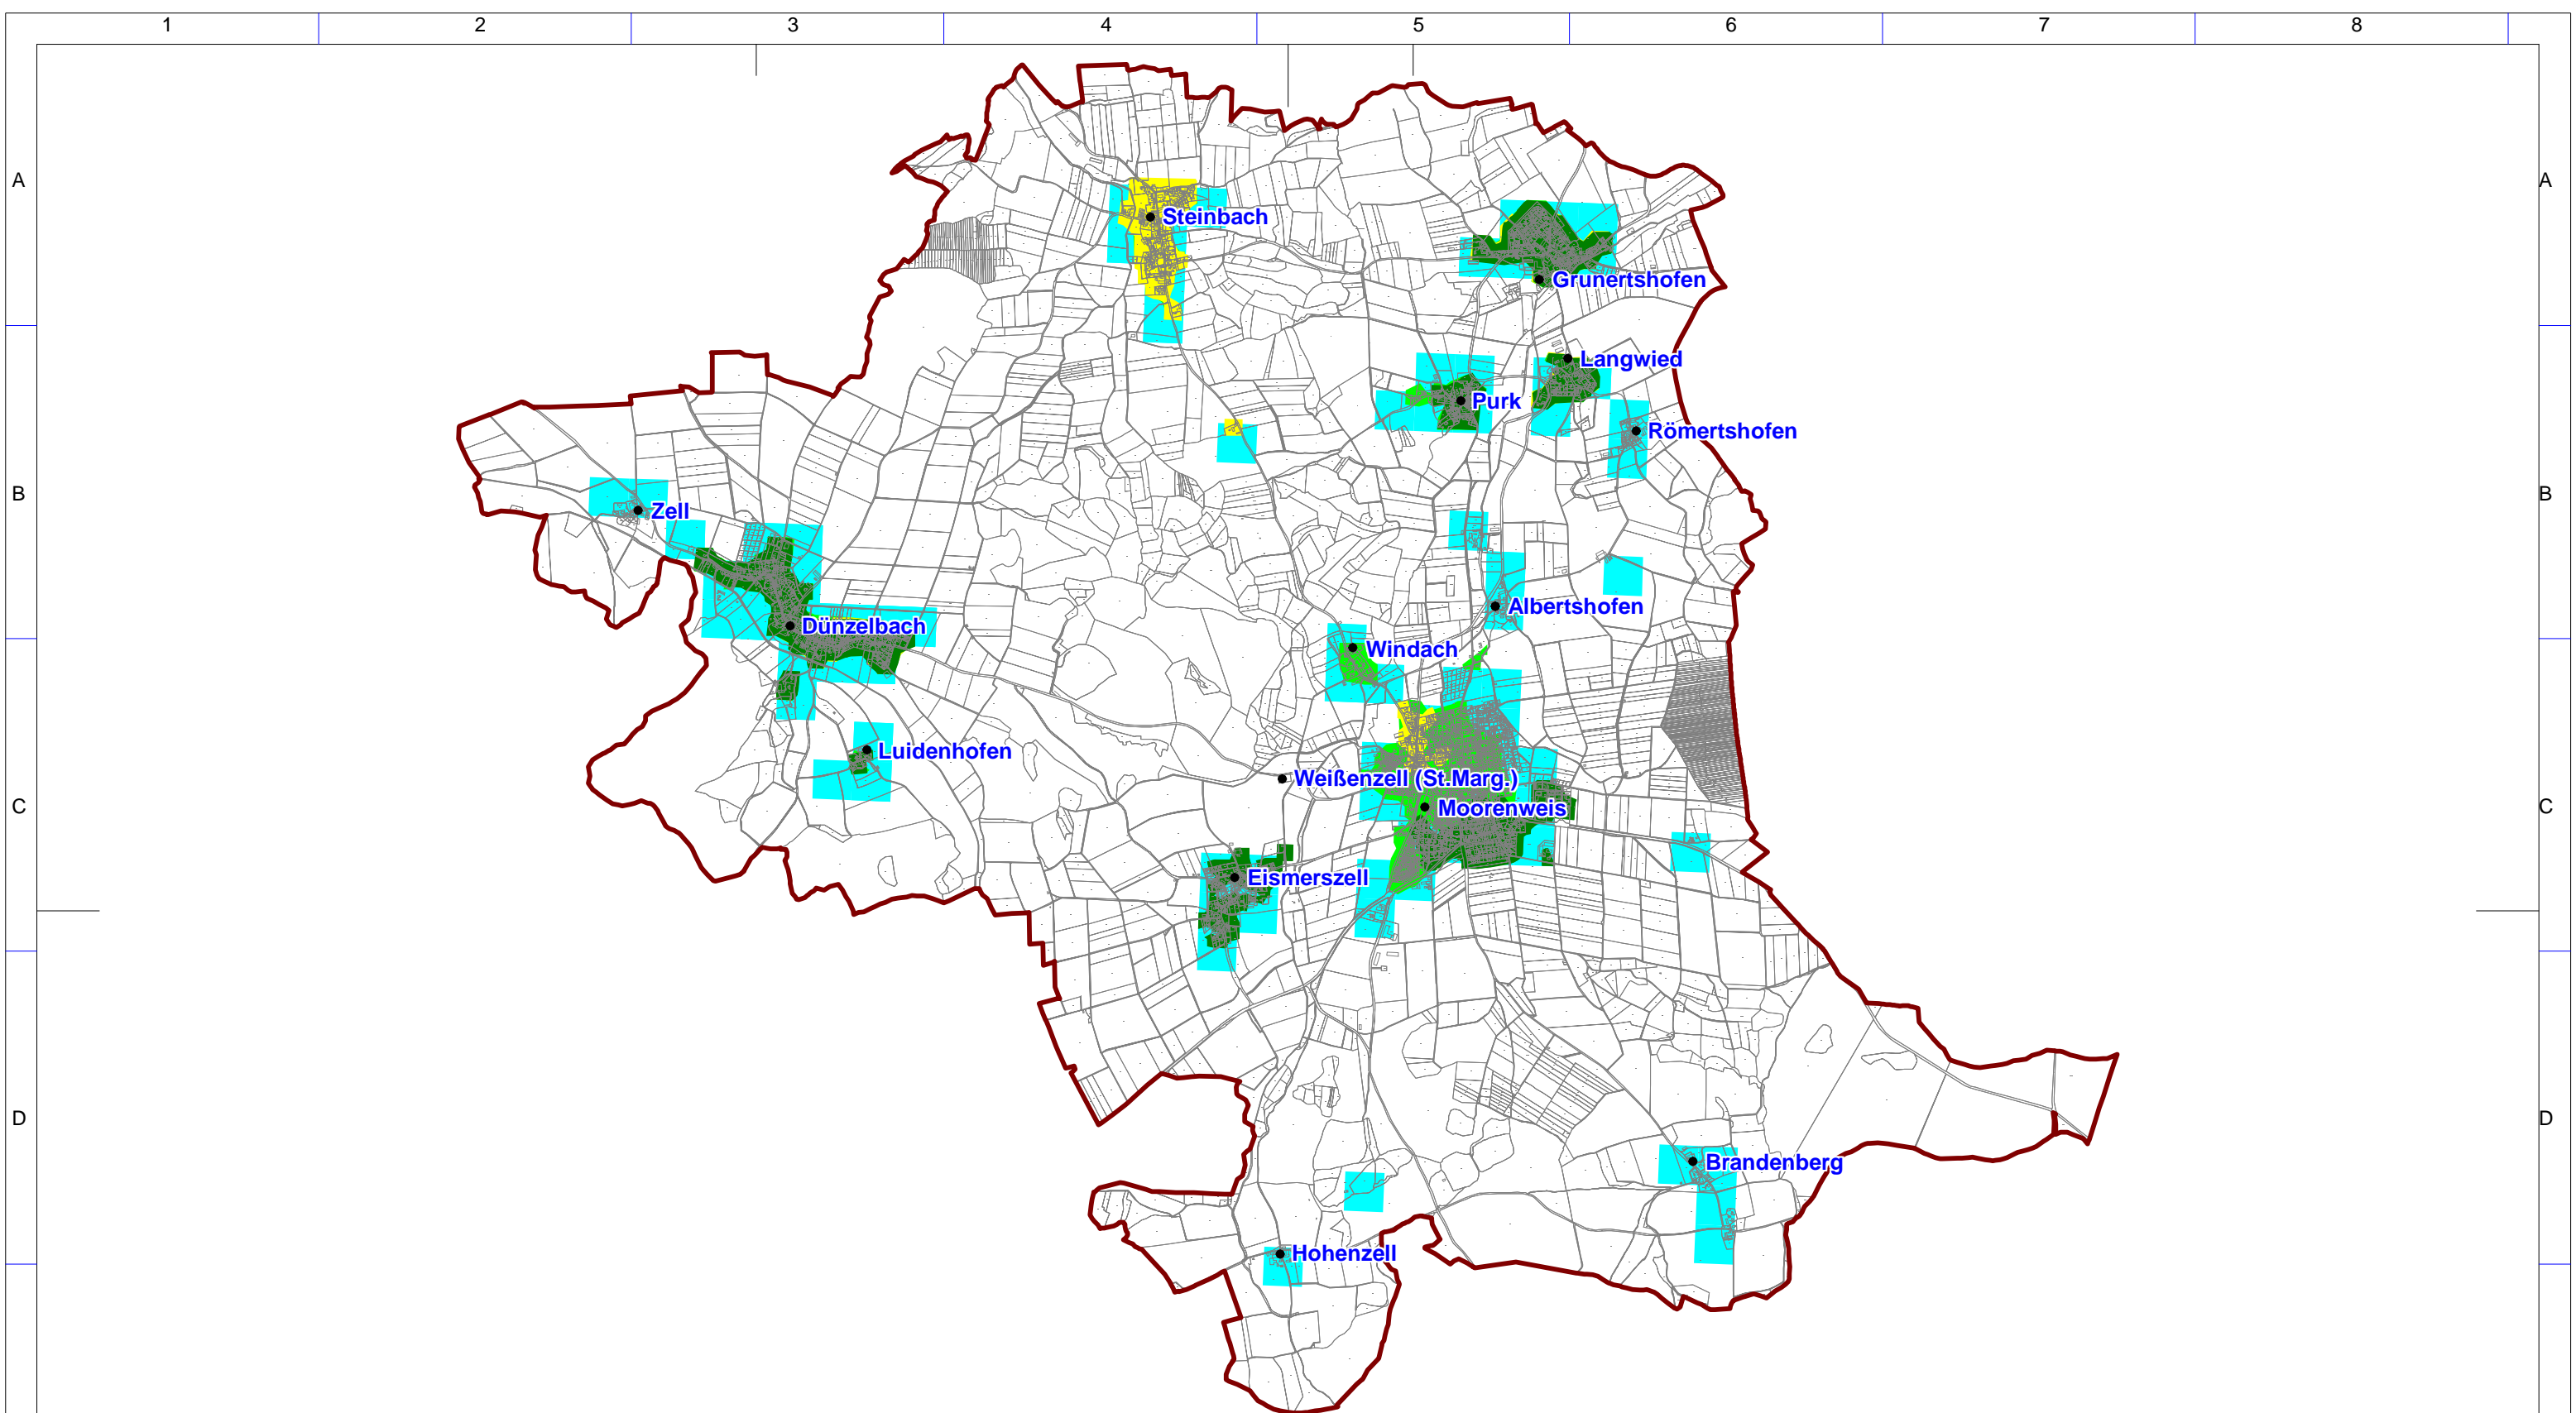 1 2 3 4 5 6 7 8
A A
Steinbach
Grunertshofen
Langwied
Purk
Römertshofen
B B
Zell
Albertshofen
Dünzelbach
Windach
Luidenhofen
Weißenzell (St.Marg.)
C C
Moorenweis
Eismerszell
D D
Brandenberg
Hohenzell